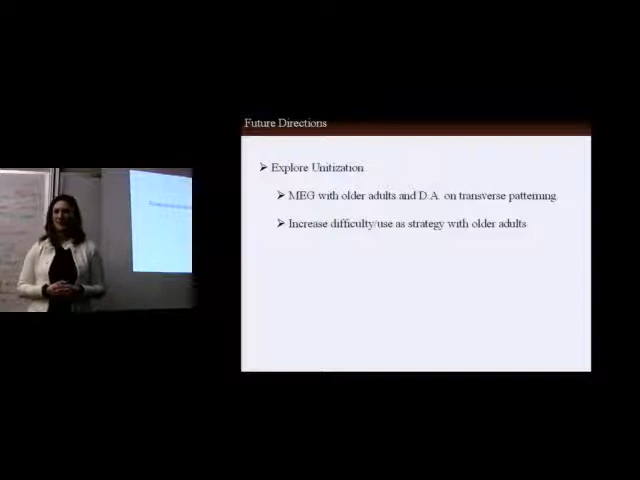 Future Directions
➢ Explore Unitization
➢ MEG with older adults and D.A. on transverse patterning
➢ Increase difficulty/use as strategy with older adults